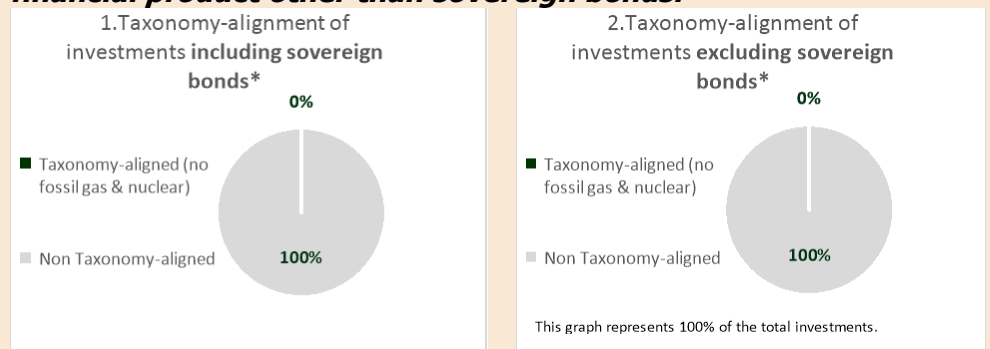 financial product other than sovereign bonds.
1.Taxonomy-alignment of
investments including sovereign
bonds*
0%
Taxonomy-aligned (no
fossil gas & nuclear)
100%
Non Taxonomy-aligned
2.Taxonomy-alignment of
investments excluding sovereign
bonds*
0%
Taxonomy-aligned (no
fossil gas & nuclear)
100%
Non Taxonomy-aligned
This graph represents 100% of the total investments.